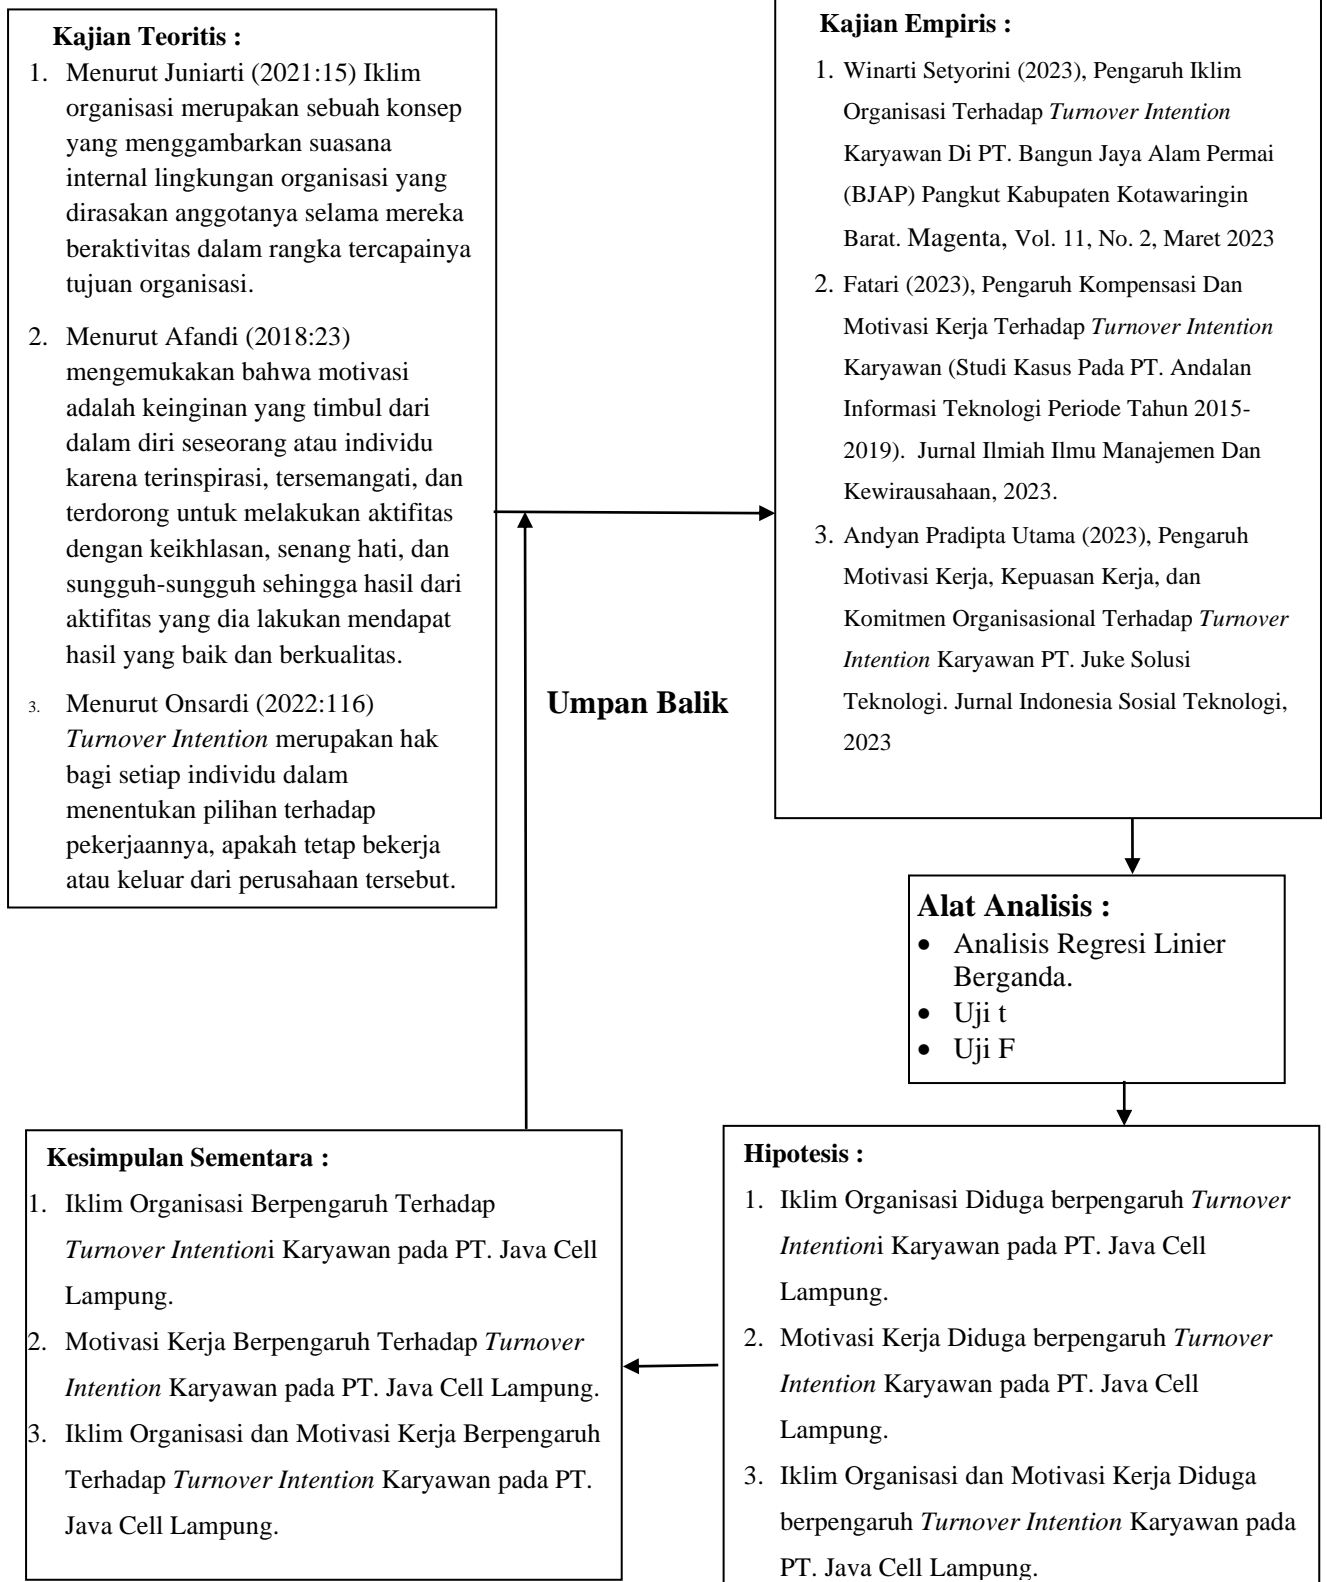 Kajian Teoritis :
1. Menurut Juniarti (2021:15) Iklim
organisasi merupakan sebuah konsep
yang menggambarkan suasana
internal lingkungan organisasi yang
dirasakan anggotanya selama mereka
beraktivitas dalam rangka tercapainya
tujuan organisasi.
2. Menurut Afandi (2018:23)
mengemukakan bahwa motivasi
adalah keinginan yang timbul dari
dalam diri seseorang atau individu
karena terinspirasi, tersemangati, dan
terdorong untuk melakukan aktifitas
dengan keikhlasan, senang hati, dan
sungguh-sungguh sehingga hasil dari
aktifitas yang dia lakukan mendapat
hasil yang baik dan berkualitas.
3. Menurut Onsardi (2022:116)
Turnover Intention merupakan hak
bagi setiap individu dalam
menentukan pilihan terhadap
pekerjaannya, apakah tetap bekerja
atau keluar dari perusahaan tersebut.
Kajian Empiris :
1. Winarti Setyorini (2023), Pengaruh Iklim
Organisasi Terhadap Turnover Intention
Karyawan Di PT. Bangun Jaya Alam Permai
(BJAP) Pangkut Kabupaten Kotawaringin
Barat. Magenta, Vol. 11, No. 2, Maret 2023
2. Fatari (2023), Pengaruh Kompensasi Dan
Motivasi Kerja Terhadap Turnover Intention
Karyawan (Studi Kasus Pada PT. Andalan
Informasi Teknologi Periode Tahun 2015-
2019). Jurnal Ilmiah Ilmu Manajemen Dan
Kewirausahaan, 2023.
3. Andyan Pradipta Utama (2023), Pengaruh
Motivasi Kerja, Kepuasan Kerja, dan
Komitmen Organisasional Terhadap Turnover
Intention Karyawan PT. Juke Solusi
Teknologi. Jurnal Indonesia Sosial Teknologi,
2023
Umpan Balik
Alat Analisis :
• Analisis Regresi Linier
Berganda.
• Uji t
• Uji F
Hipotesis :
1. Iklim Organisasi Diduga berpengaruh Turnover
Intentioni Karyawan pada PT. Java Cell
Lampung.
2. Motivasi Kerja Diduga berpengaruh Turnover
Intention Karyawan pada PT. Java Cell
Lampung.
3. Iklim Organisasi dan Motivasi Kerja Diduga
berpengaruh Turnover Intention Karyawan pada
PT. Java Cell Lampung.
Kesimpulan Sementara :
1. Iklim Organisasi Berpengaruh Terhadap
Turnover Intentioni Karyawan pada PT. Java Cell
Lampung.
2. Motivasi Kerja Berpengaruh Terhadap Turnover
Intention Karyawan pada PT. Java Cell Lampung.
3. Iklim Organisasi dan Motivasi Kerja Berpengaruh
Terhadap Turnover Intention Karyawan pada PT.
Java Cell Lampung.